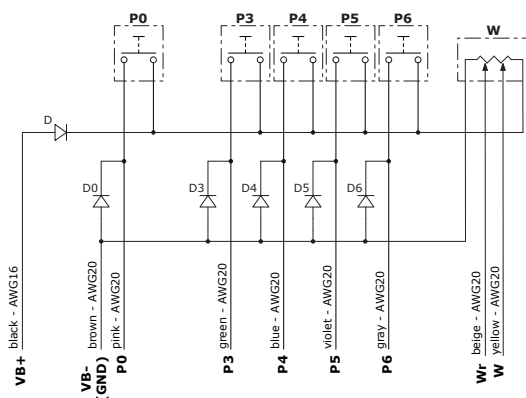 P0
P3
P4
P5
P6
W
D
D0
D3
D4
D5
D6
black - AWG16
brown - AWG20
pink - AWG20
green - AWG20
blue - AWG20
violet - AWG20
gray - AWG20
beige - AWG20
yellow - AWG20
VB+
VB-
(GND)
P0
P3
P4
P5
P6
Wr
W